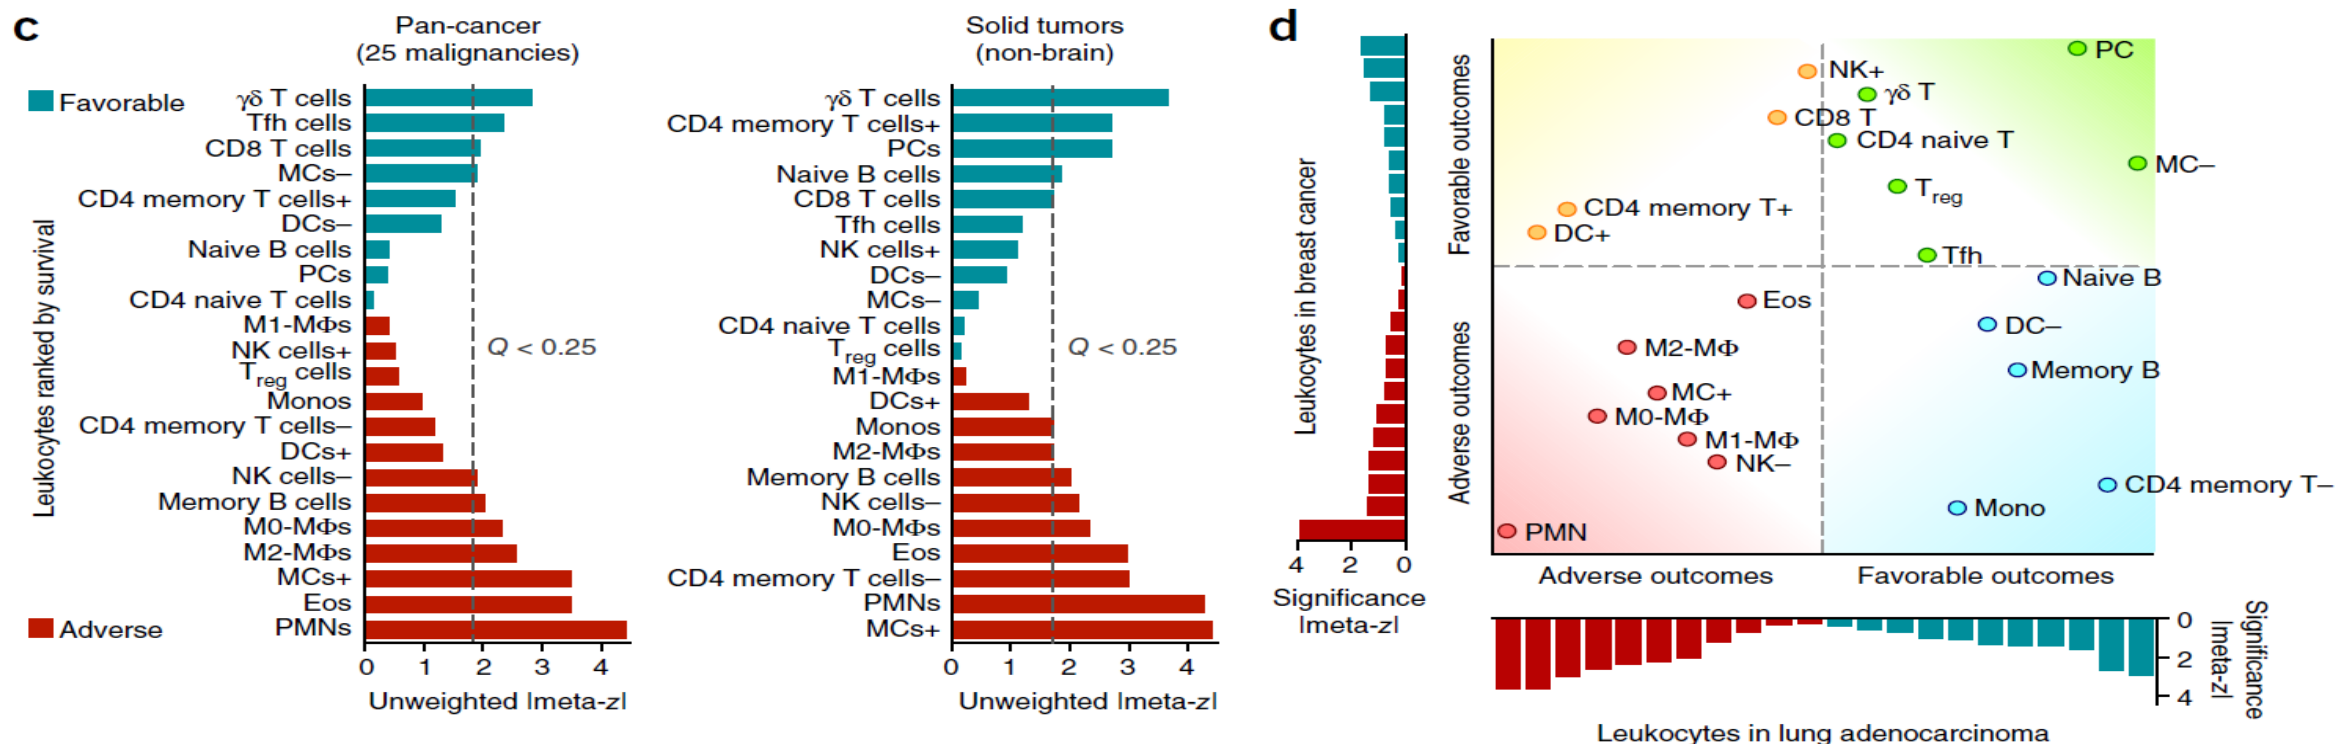 c
Pan-cancer
(25 malignancies)
Favorable
Adverse
Leukocytes ranked by survival
γδ T cells
Tfh cells
CD8 T cells
MCs–
CD4 memory T cells+
DCs–
Naive B cells
PCs
CD4 naive T cells
M1-MΦs
NK cells+
Treg cells
Monos
CD4 memory T cells–
DCs+
NK cells–
Memory B cells
M0-MΦs
M2-MΦs
MCs+
Eos
PMNs
Q < 0.25
0 1 2 3 4
Unweighted |meta-z|
Solid tumors
(non-brain)
γδ T cells
CD4 memory T cells+
PCs
Naive B cells
CD8 T cells
Tfh cells
NK cells+
DCs–
MCs–
CD4 naive T cells
Treg cells
M1-MΦs
DCs+
Monos
M2-MΦs
Memory B cells
NK cells–
M0-MΦs
Eos
CD4 memory T cells–
PMNs
MCs+
Q < 0.25
0 1 2 3 4
Unweighted |meta-z|
d
Leukocytes in breast cancer
4 2 0
Significance
|meta-z|
Favorable outcomes
Adverse outcomes
PC
NK+
γδ T
CD8 T
CD4 naive T
MC–
Treg
CD4 memory T+
DC+
Tfh
Naive B
Eos
DC–
M2-MΦ
Memory B
MC+
M0-MΦ
M1-MΦ
NK–
CD4 memory T–
Mono
PMN
Adverse outcomes
Favorable outcomes
0
2
4
Significance
|meta-z|
Leukocytes in lung adenocarcinoma